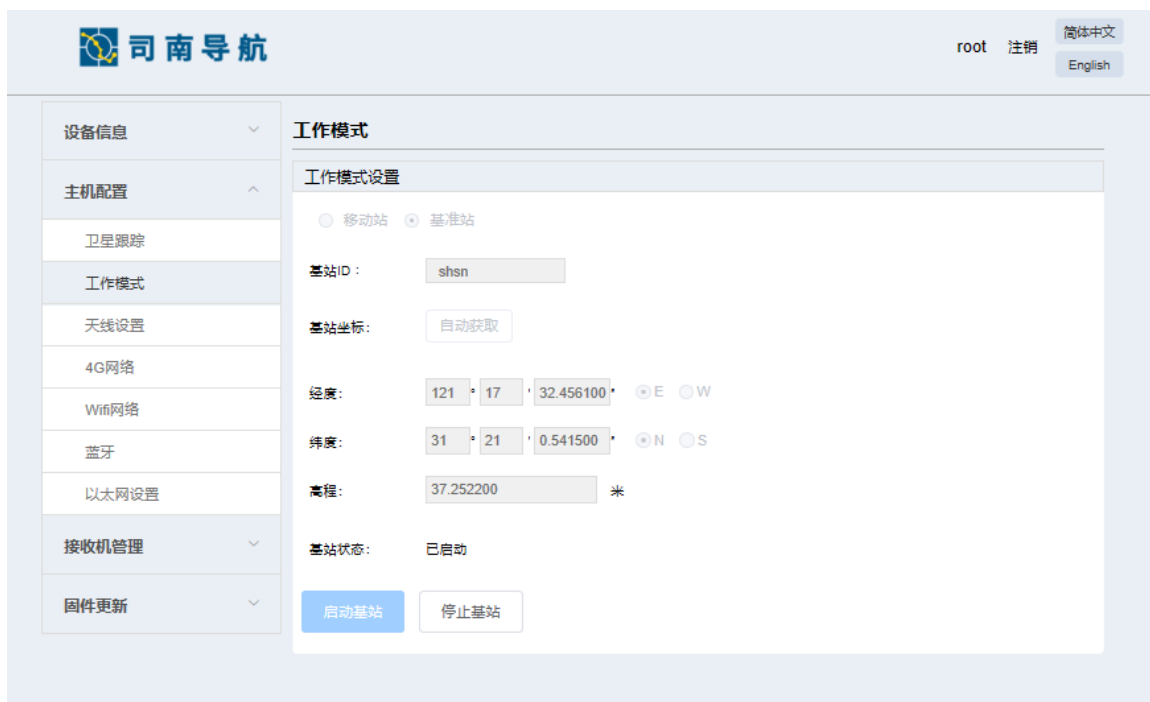 司南导航
root 注销 简体中文
English
设备信息
主机配置
卫星跟踪
工作模式
天线设置
4G网络
Wifi网络
蓝牙
以太网设置
接收机管理
固件更新
工作模式
工作模式设置
移动站 基准站
基站ID： shsn
基站坐标: 自动获取
经度: 121 ° 17 ' 32.456100 " E W
纬度: 31 ° 21 ' 0.541500 " N S
高程: 37.252200 米
基站状态: 已启动
启动基站 停止基站